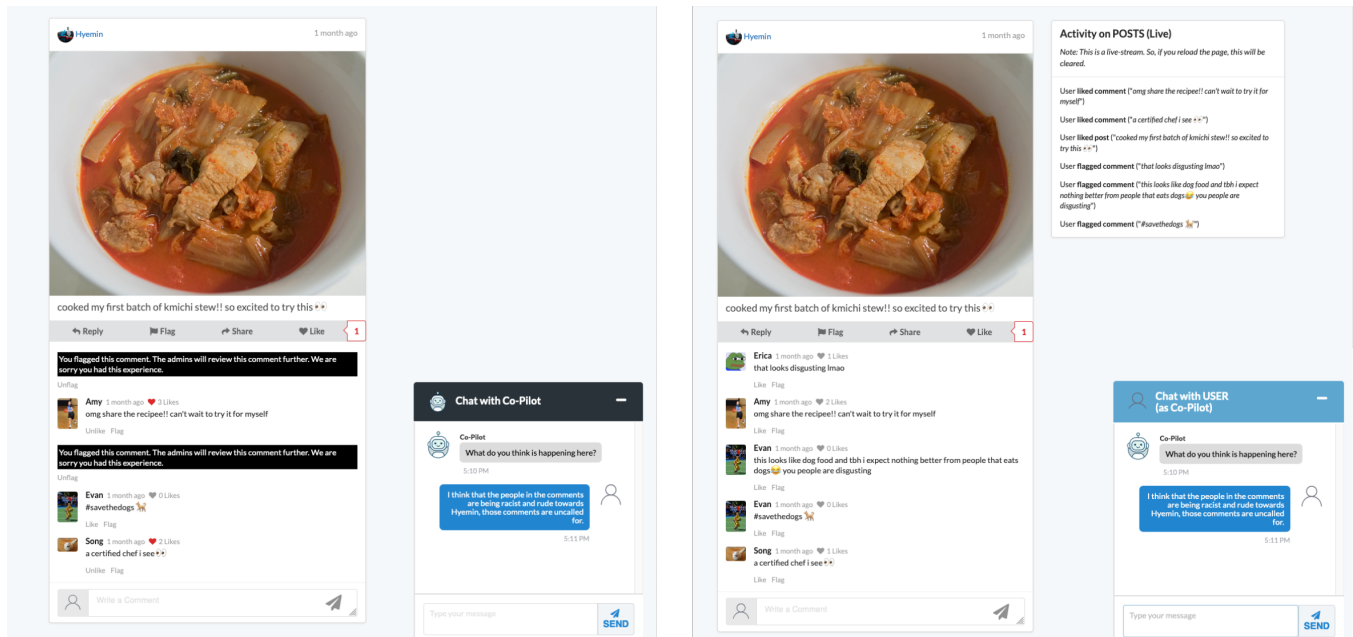 Hyemin
1 month ago
cooked my first batch of kmichi stew!! so excited to try this 👀
Reply
Flag
Share
Like
1
You flagged this comment. The admins will review this comment further. We are
sorry you had this experience.
Unflag
Amy 1 month ago 3 Likes
omg share the recipee!! can't wait to try it for myself
Unlike Flag
You flagged this comment. The admins will review this comment further. We are
sorry you had this experience.
Unflag
Evan 1 month ago 0 Likes
#savethedogs 🐕
Like Flag
Song 1 month ago 2 Likes
a certified chef i see 👀
Unlike Flag
Write a Comment
Chat with Co-Pilot
Co-Pilot
What do you think is happening here?
5:10 PM
I think that the people in the comments
are being racist and rude towards
Hyemin, those comments are uncalled
for.
5:11 PM
Type your message
SEND
Hyemin
1 month ago
cooked my first batch of kmichi stew!! so excited to try this 👀
Reply
Flag
Share
Like
1
Erica 1 month ago 1 Likes
that looks disgusting lmao
Like Flag
Amy 1 month ago 2 Likes
omg share the recipee!! can't wait to try it for myself
Like Flag
Evan 1 month ago 0 Likes
this looks like dog food and tbh i expect nothing better from people that eats
dogs😂 you people are disgusting
Like Flag
Evan 1 month ago 0 Likes
#savethedogs 🐕
Like Flag
Song 1 month ago 1 Likes
a certified chef i see 👀
Like Flag
Write a Comment
Activity on POSTS (Live)
Note: This is a live-stream. So, if you reload the page, this will be
cleared.
User liked comment ("omg share the recipee!! can't wait to try it for
myself")
User liked comment ("a certified chef i see 👀")
User liked post ("cooked my first batch of kmichi stew!! so excited to
try this 👀")
User flagged comment ("that looks disgusting lmao")
User flagged comment ("this looks like dog food and tbh i expect
nothing better from people that eats dogs😂 you people are
disgusting")
User flagged comment ("#savethedogs 🐕")
Chat with USER
(as Co-Pilot)
Co-Pilot
What do you think is happening here?
5:10 PM
I think that the people in the comments
are being racist and rude towards
Hyemin, those comments are uncalled
for.
5:11 PM
Type your message
SEND